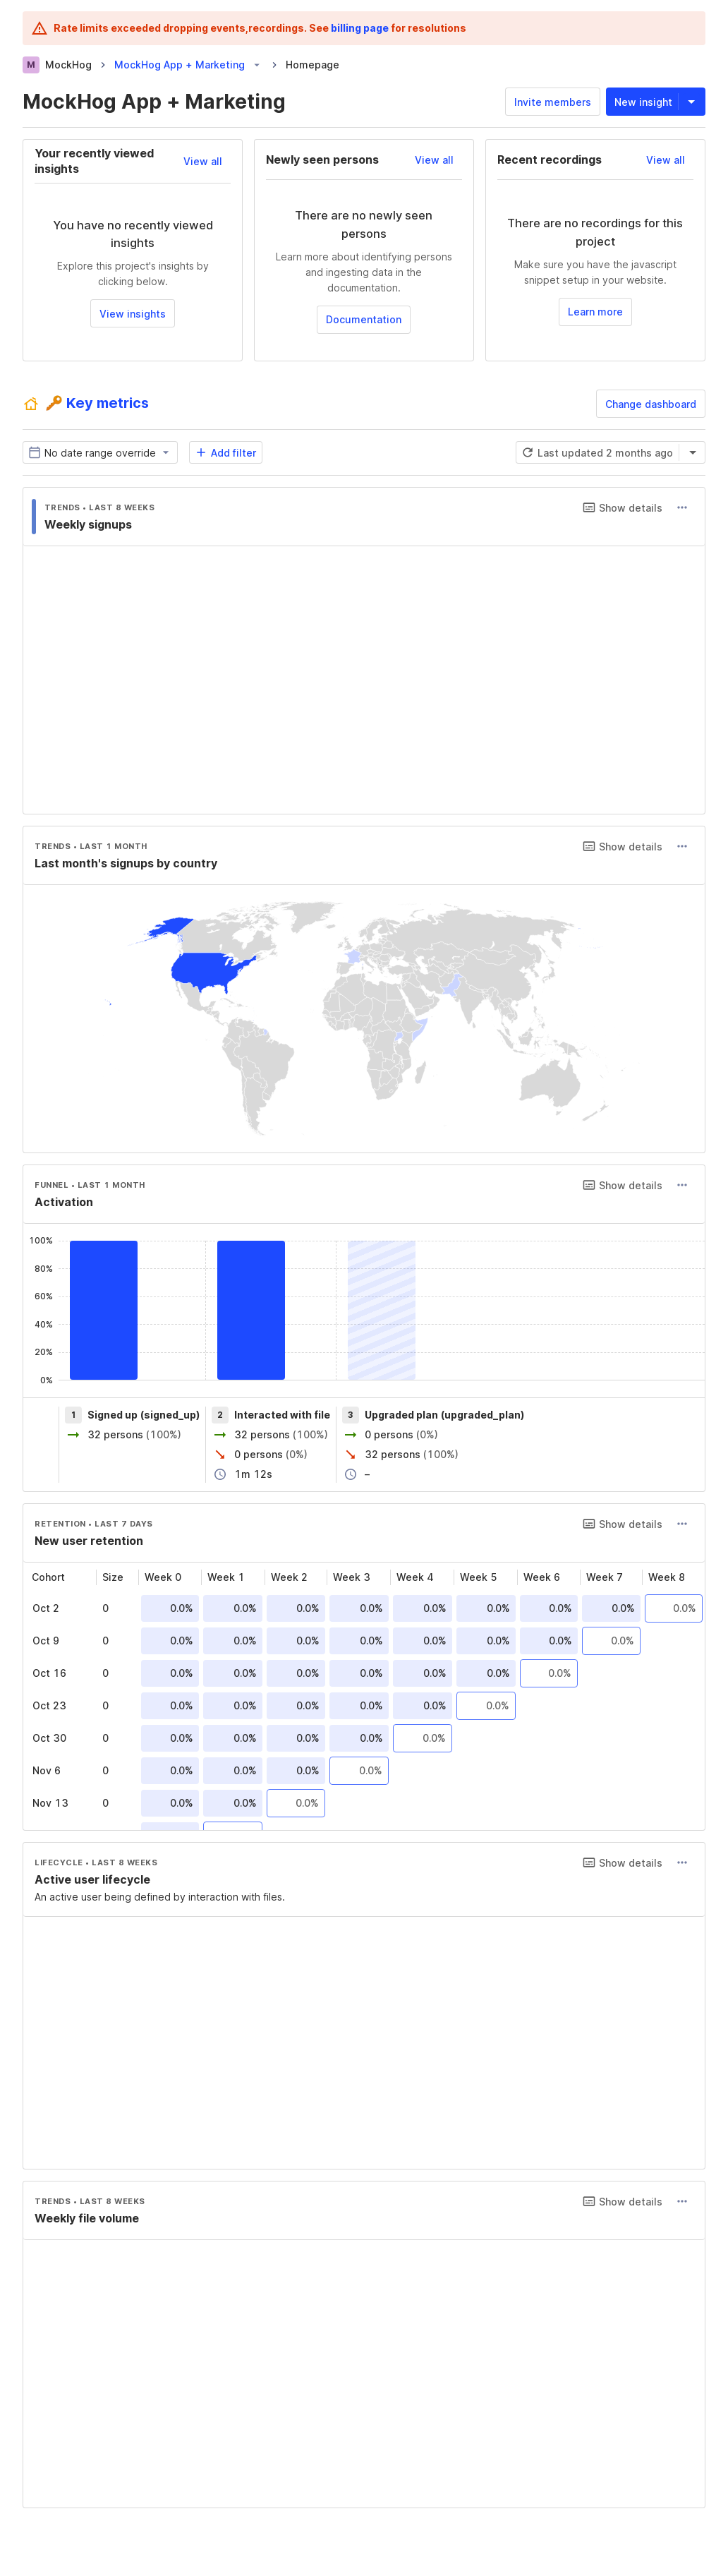 Rate limits exceeded dropping events,recordings. See billing page for resolutions
M MockHog MockHog App + Marketing Homepage
MockHog App + Marketing
Invite members
New insight
Your recently viewed
insights
View all
You have no recently viewed
insights
Explore this project's insights by
clicking below.
View insights
Newly seen persons
View all
There are no newly seen
persons
Learn more about identifying persons
and ingesting data in the
documentation.
Documentation
Recent recordings
View all
There are no recordings for this
project
Make sure you have the javascript
snippet setup in your website.
Learn more
🔑 Key metrics
Change dashboard
No date range override
Add filter
Last updated 2 months ago
TRENDS • LAST 8 WEEKS
Show details
Weekly signups
TRENDS • LAST 1 MONTH
Show details
Last month's signups by country
FUNNEL • LAST 1 MONTH
Show details
Activation
100%
80%
60%
40%
20%
0%
1 Signed up (signed_up)
32 persons (100%)
2 Interacted with file
32 persons (100%)
0 persons (0%)
1m 12s
3 Upgraded plan (upgraded_plan)
0 persons (0%)
32 persons (100%)
–
RETENTION • LAST 7 DAYS
Show details
New user retention
Cohort Size Week 0 Week 1 Week 2 Week 3 Week 4 Week 5 Week 6 Week 7 Week 8
Oct 2 0 0.0% 0.0% 0.0% 0.0% 0.0% 0.0% 0.0% 0.0% 0.0%
Oct 9 0 0.0% 0.0% 0.0% 0.0% 0.0% 0.0% 0.0% 0.0%
Oct 16 0 0.0% 0.0% 0.0% 0.0% 0.0% 0.0% 0.0%
Oct 23 0 0.0% 0.0% 0.0% 0.0% 0.0% 0.0%
Oct 30 0 0.0% 0.0% 0.0% 0.0% 0.0%
Nov 6 0 0.0% 0.0% 0.0% 0.0%
Nov 13 0 0.0% 0.0% 0.0%
LIFECYCLE • LAST 8 WEEKS
Show details
Active user lifecycle
An active user being defined by interaction with files.
TRENDS • LAST 8 WEEKS
Show details
Weekly file volume